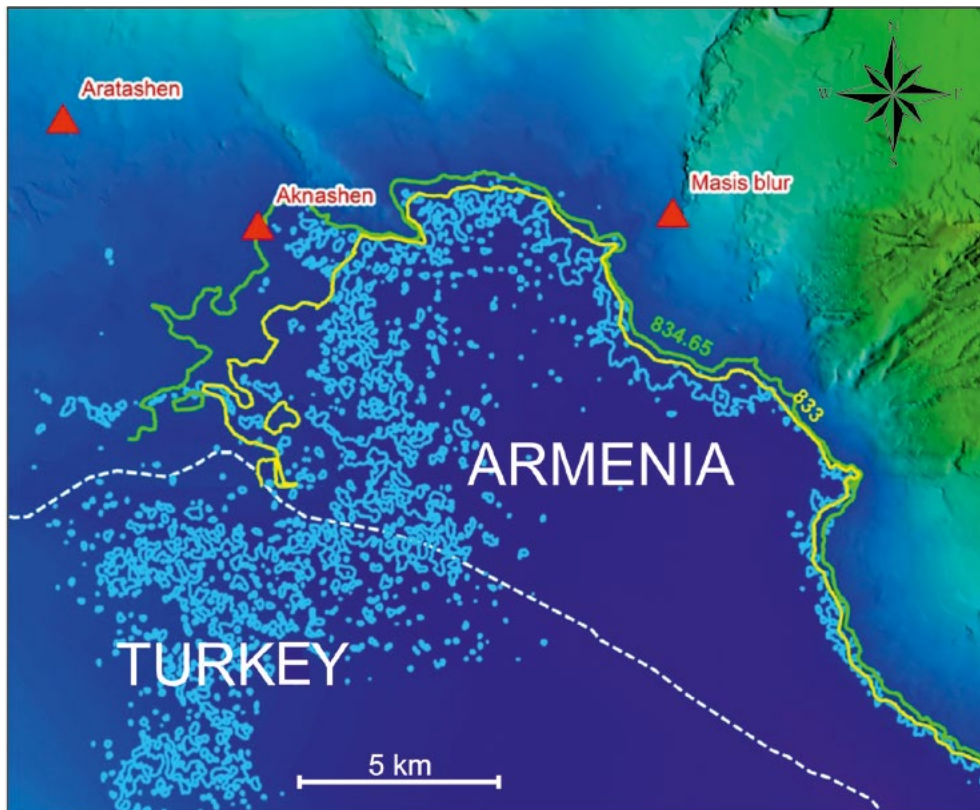 N
W E
S
Aratashen
Aknashen
Masis blur
834.65
833
ARMENIA
TURKEY
5 km